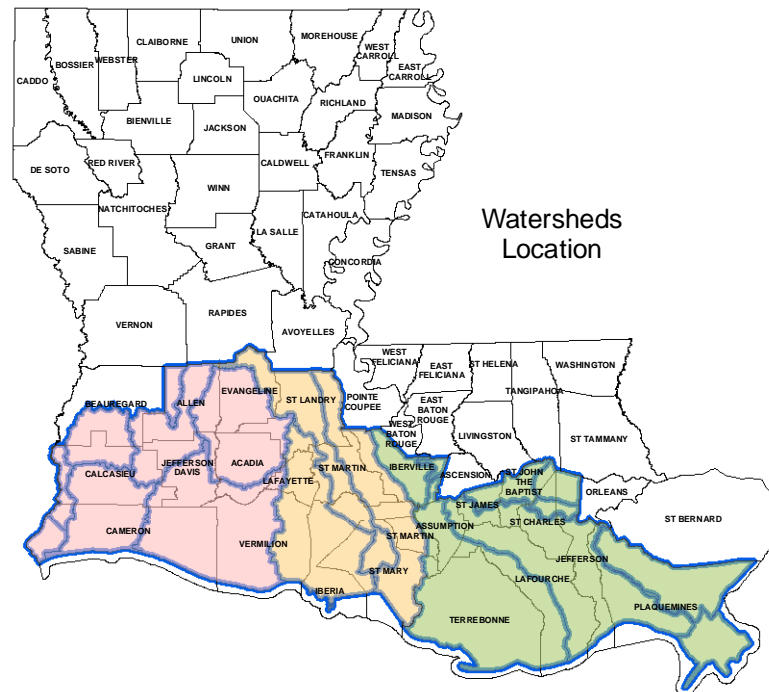 CLAIBORNE
UNION
MOREHOUSE
WEST
CARROLL
EAST
CARROLL
BOSSIER
WEBSTER
CADDO
LINCOLN
OUACHITA
RICHLAND
MADISON
BIENVILLE
JACKSON
FRANKLIN
CALDWELL
TENSAS
DE SOTO
RED RIVER
WINN
NATCHITOCHES
CATAHOULA
LA SALLE
GRANT
SABINE
CONCORDIA
Watersheds
Location
RAPIDES
VERNON
AVOYELLES
WEST
FELICIANA
EAST
FELICIANA
ST HELENA
WASHINGTON
TANGIPAHOA
EVANGELINE
BEAUREGARD
ALLEN
ST LANDRY
POINTE
COUPEE
EAST
BATON
ROUGE
WEST
BATON
ROUGE
LIVINGSTON
ST TAMMANY
CALCASIEU
JEFFERSON
DAVIS
ACADIA
ST MARTIN
IBERVILLE
ASCENSION
ST JOHN
THE
BAPTIST
LAFAYETTE
ORLEANS
ST JAMES
ST CHARLES
ST BERNARD
ASSUMPTION
CAMERON
VERMILION
ST MARTIN
JEFFERSON
ST MARY
LAFOURCHE
IBERIA
PLAQUEMINES
TERREBONNE